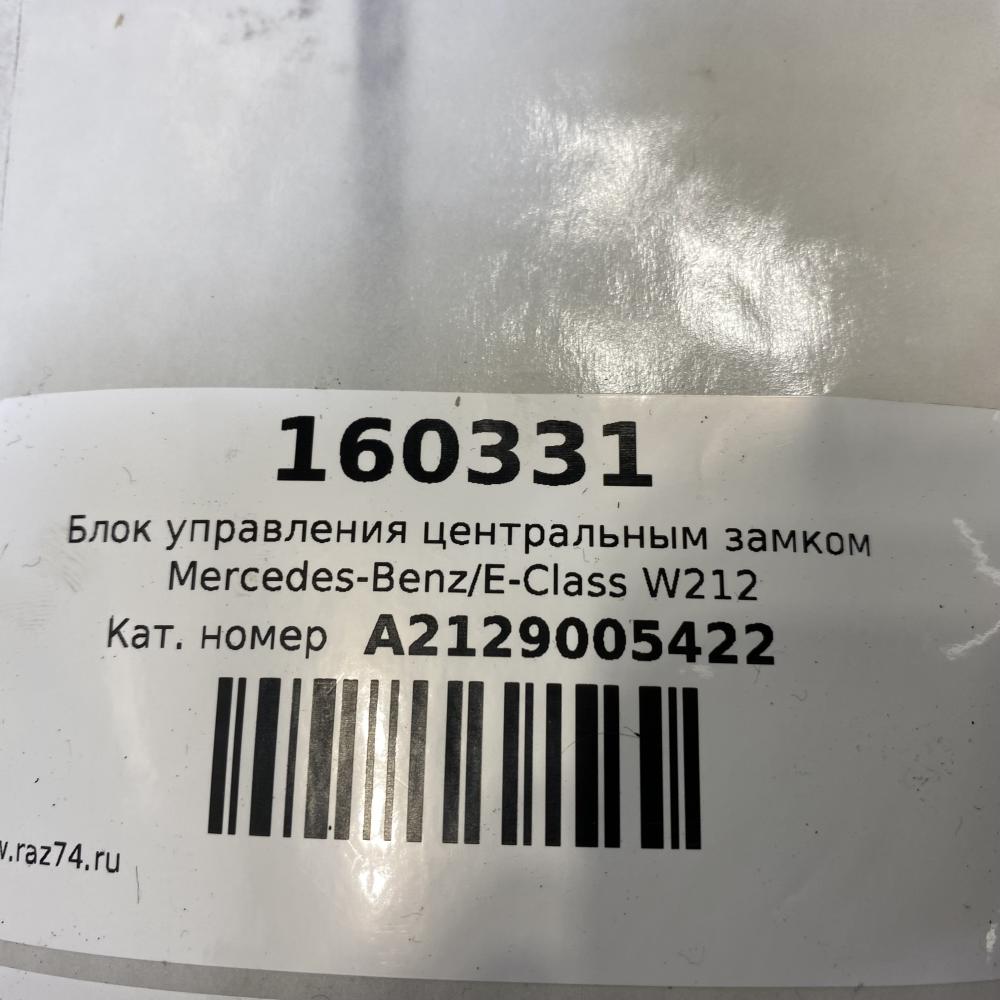 160331
Блок управления центральным замком
Mercedes-Benz/E-Class W212
Кат. номер A2129005422
.raz74.ru